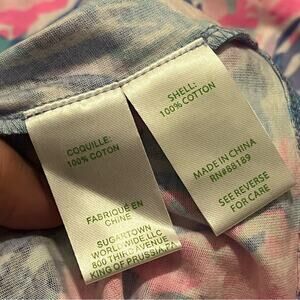 COQUILLE:
100% COTON
FABRIQUÉ EN
CHINE
SUGARTOWN
WORLDWIDE,LLC
800 THIRD AVENUE
KING OF PRUSSIA,PA
SHELL:
100% COTTON
MADE IN CHINA
RN#88189
SEE REVERSE
FOR CARE